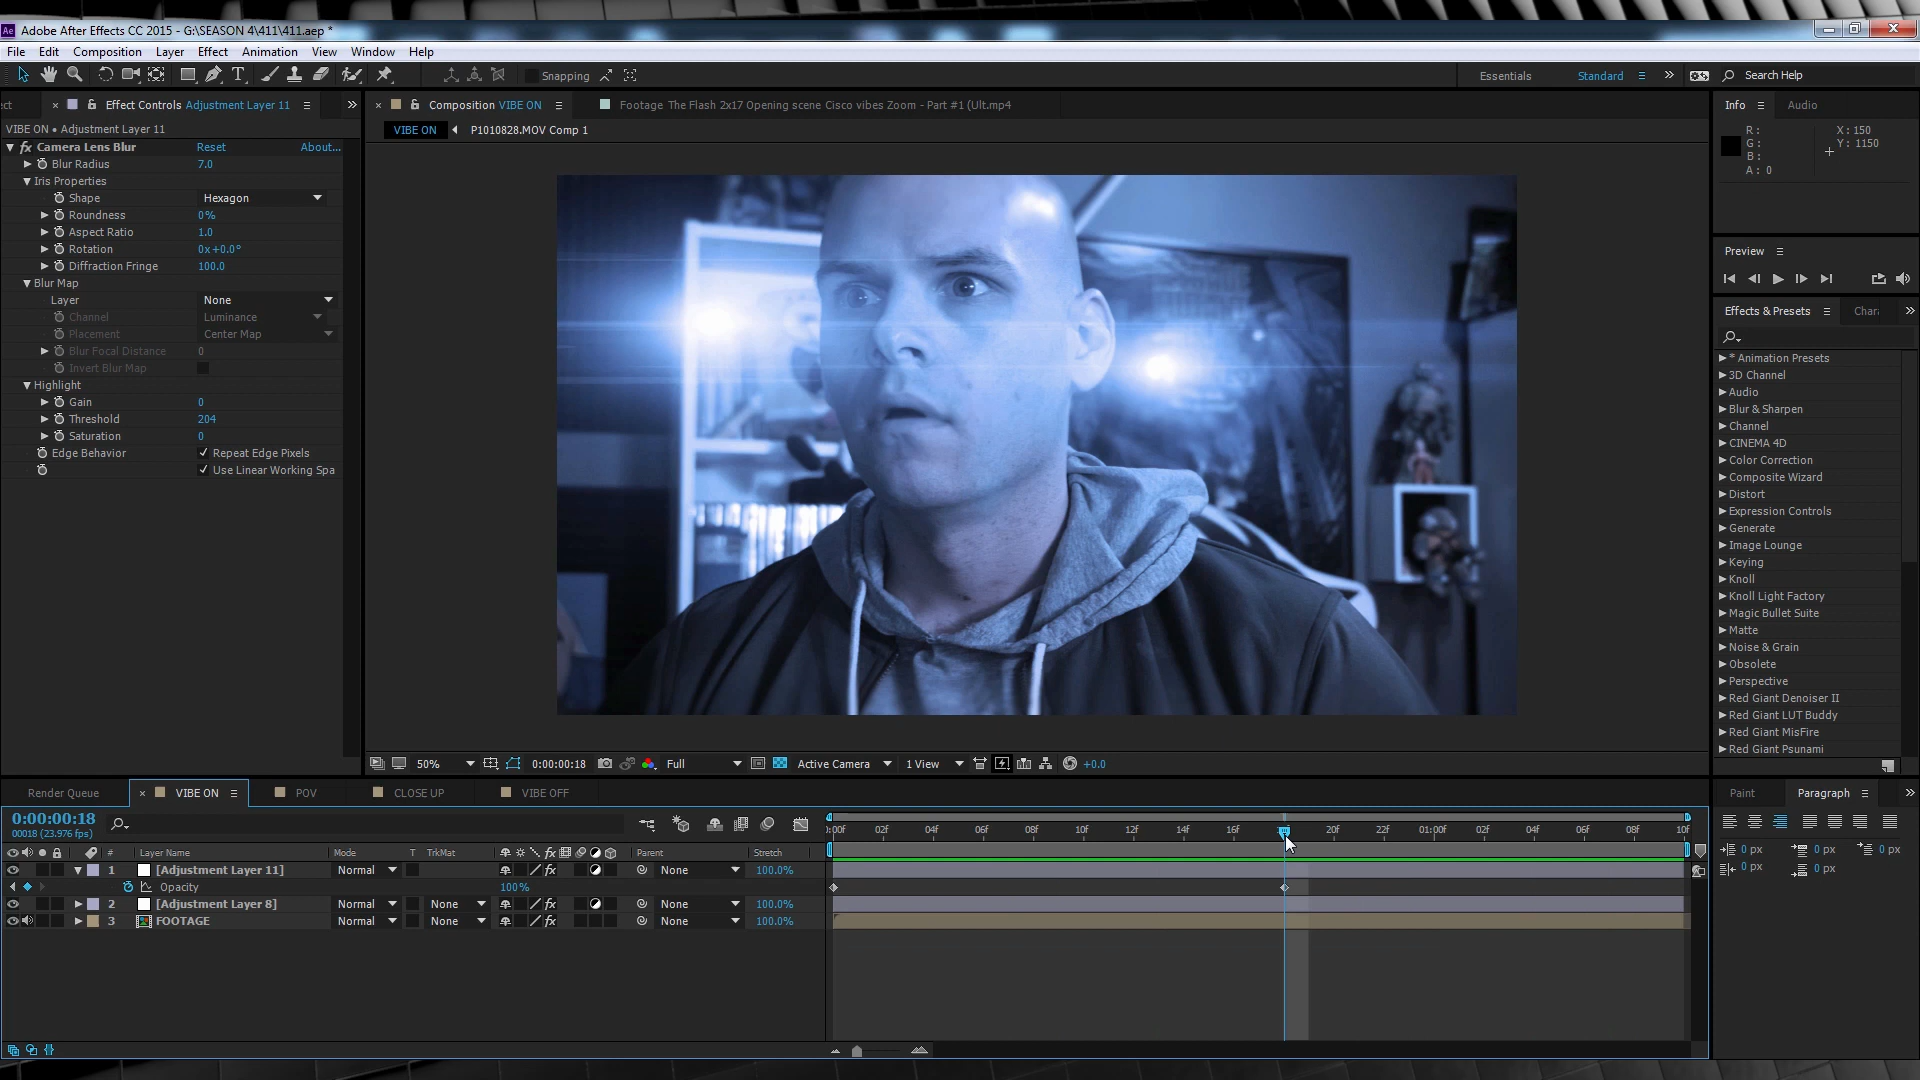 Adobe After Effects CC 2015 - G:\SEASON 4\411\411.aep *
File Edit Composition Layer Effect Animation View Window Help
Snapping Essentials Standard Search Help
ct Effect Controls Adjustment Layer 11
VIBE ON • Adjustment Layer 11
fx Camera Lens Blur Reset About...
Blur Radius 7.0
Iris Properties
Shape Hexagon
Roundness 0%
Aspect Ratio 1.0
Rotation 0x+0.0°
Diffraction Fringe 100.0
Blur Map
Layer None
Channel Luminance
Placement Center Map
Blur Focal Distance 0
Invert Blur Map
Highlight
Gain 0
Threshold 204
Saturation 0
Edge Behavior Repeat Edge Pixels
Use Linear Working Spa
Composition VIBE ON Footage The Flash 2x17 Opening scene Cisco vibes Zoom - Part #1 (Ult.mp4
VIBE ON P1010828.MOV Comp 1
50% 0:00:00:18 Full Active Camera 1 View +0.0
Info Audio
R: X: 150
G: Y: 1150
B:
A: 0
Preview
Effects & Presets Chara
* Animation Presets
3D Channel
Audio
Blur & Sharpen
Channel
CINEMA 4D
Color Correction
Composite Wizard
Distort
Expression Controls
Generate
Image Lounge
Keying
Knoll
Knoll Light Factory
Magic Bullet Suite
Matte
Noise & Grain
Obsolete
Perspective
Red Giant Denoiser II
Red Giant LUT Buddy
Red Giant MisFire
Red Giant Psunami
Render Queue VIBE ON POV CLOSE UP VIBE OFF
0:00:00:18
00018 (23.976 fps)
# Layer Name Mode T TrkMat fx Parent Stretch
1 [Adjustment Layer 11] Normal fx None 100.0%
Opacity 100%
2 [Adjustment Layer 8] Normal None fx None 100.0%
3 FOOTAGE Normal None fx None 100.0%
0:00f 02f 04f 06f 08f 10f 12f 14f 16f 20f 22f 01:00f 02f 04f 06f 08f 10f
Paint Paragraph
0 px 0 px 0 px
0 px 0 px